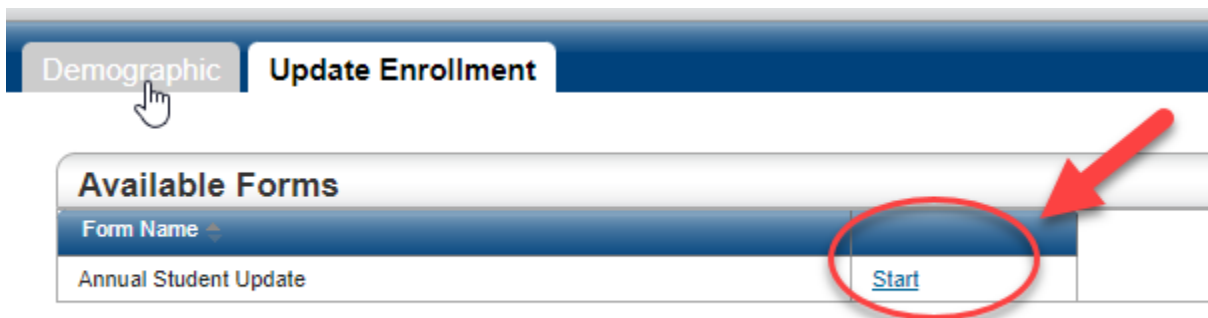 Demographic Update Enrollment
Available Forms
Form Name
Annual Student Update Start